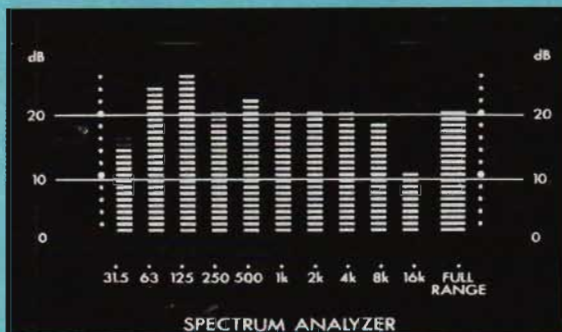 dB dB
20 20
10 10
0 0
31.5 63 125 250 500 1k 2k 4k 8k 16k FULL
RANGE
SPECTRUM ANALYZER